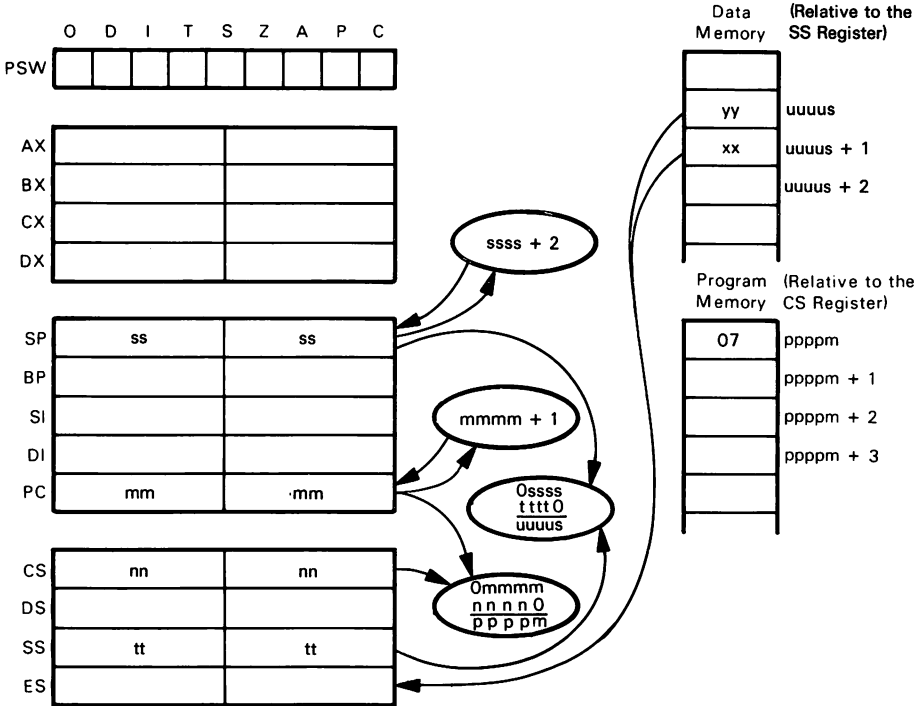 O D I T S Z A P C
PSW
AX
BX
CX
DX
SP ss ss
BP
SI
DI
PC mm mm
CS nn nn
DS
SS tt tt
ES
ssss + 2
mmmm + 1
0ssss
tttt0
uuuus
0mmmm
nnnn0
ppppm
Data Memory (Relative to the SS Register)
yy uuuus
xx uuuus + 1
uuuus + 2
Program Memory (Relative to the CS Register)
07 ppppm
ppppm + 1
ppppm + 2
ppppm + 3